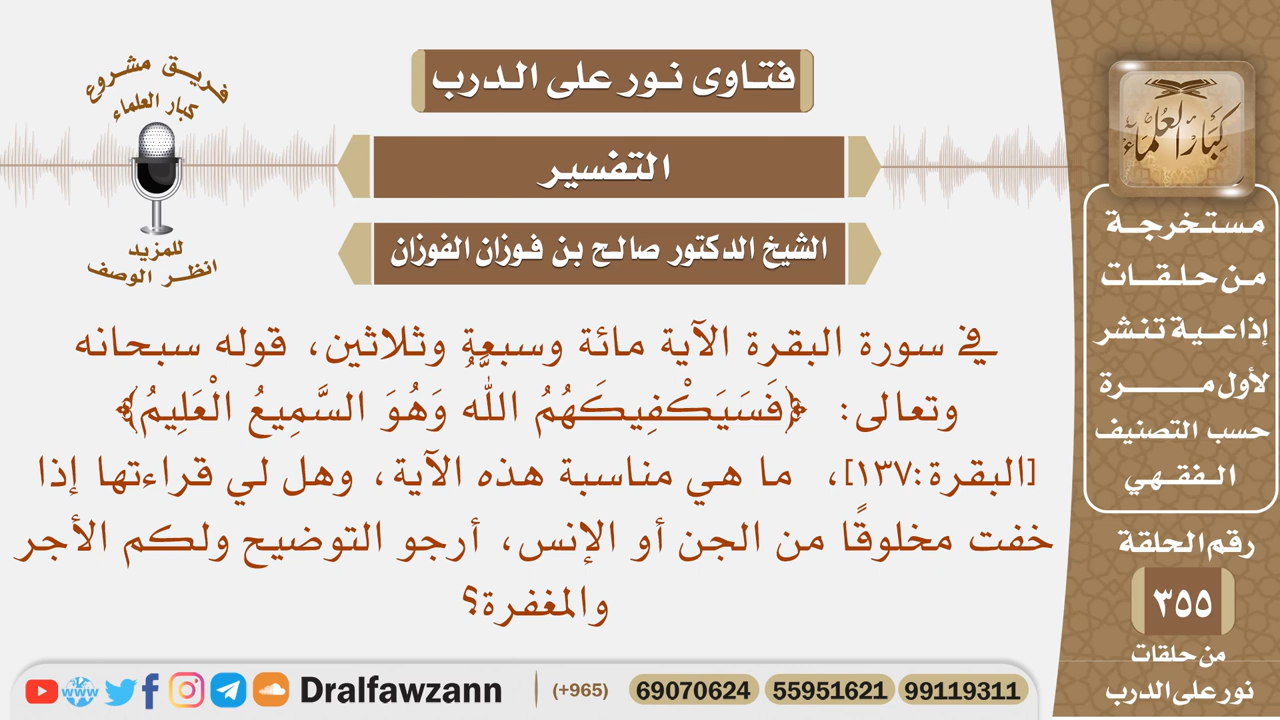 فريق مشروع
كبار العلماء
للمزيد
انظر الوصف
فتاوى نور على الدرب
التفسير
الشيخ الدكتور صالح بن فوزان الفوزان
في سورة البقرة الآية مائة وسبعة وثلاثين، قوله سبحانه
وتعالى: ﴿فَسَيَكْفِيكَهُمُ اللَّهُ وَهُوَ السَّمِيعُ الْعَلِيمُ﴾
[البقرة:١٣٧]، ما هي مناسبة هذه الآية، وهل لي قراءتها إذا
خفت مخلوقًا من الجن أو الإنس، أرجو التوضيح ولكم الأجر
والمغفرة؟
كِبَارُ العُلَمَاء
مستخرجة
من حلقات
إذاعية تنشر
لأول مرة
حسب التصنيف
الفقهي
رقم الحلقة
٣٥٥
من حلقات
نور على الدرب
www Dralfawzann (+965) 69070624 55951621 99119311